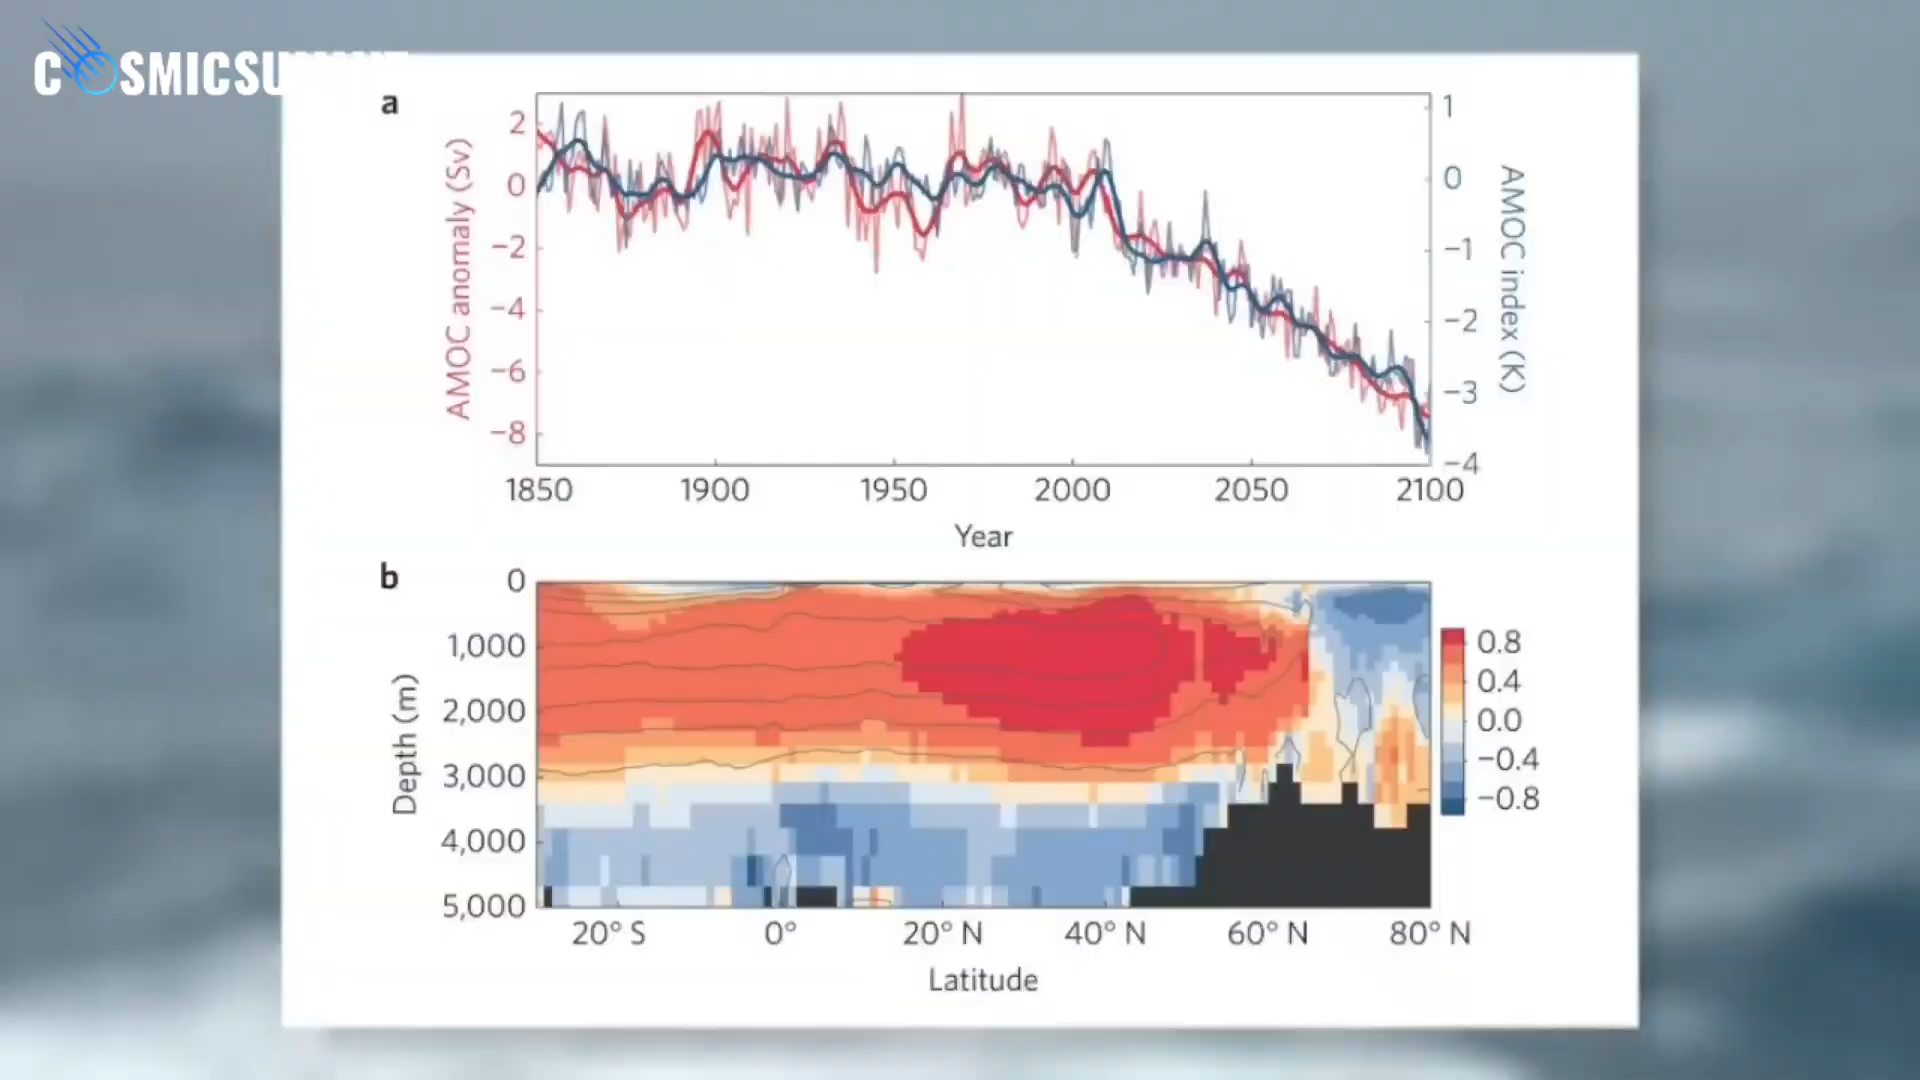 COSMICSUMMIT
a
2
0
−2
−4
−6
−8
AMOC anomaly (Sv)
1
0
−1
−2
−3
−4
AMOC index (K)
1850 1900 1950 2000 2050 2100
Year
b
0
1,000
2,000
3,000
4,000
5,000
Depth (m)
0.8
0.4
0.0
−0.4
−0.8
20° S 0° 20° N 40° N 60° N 80° N
Latitude